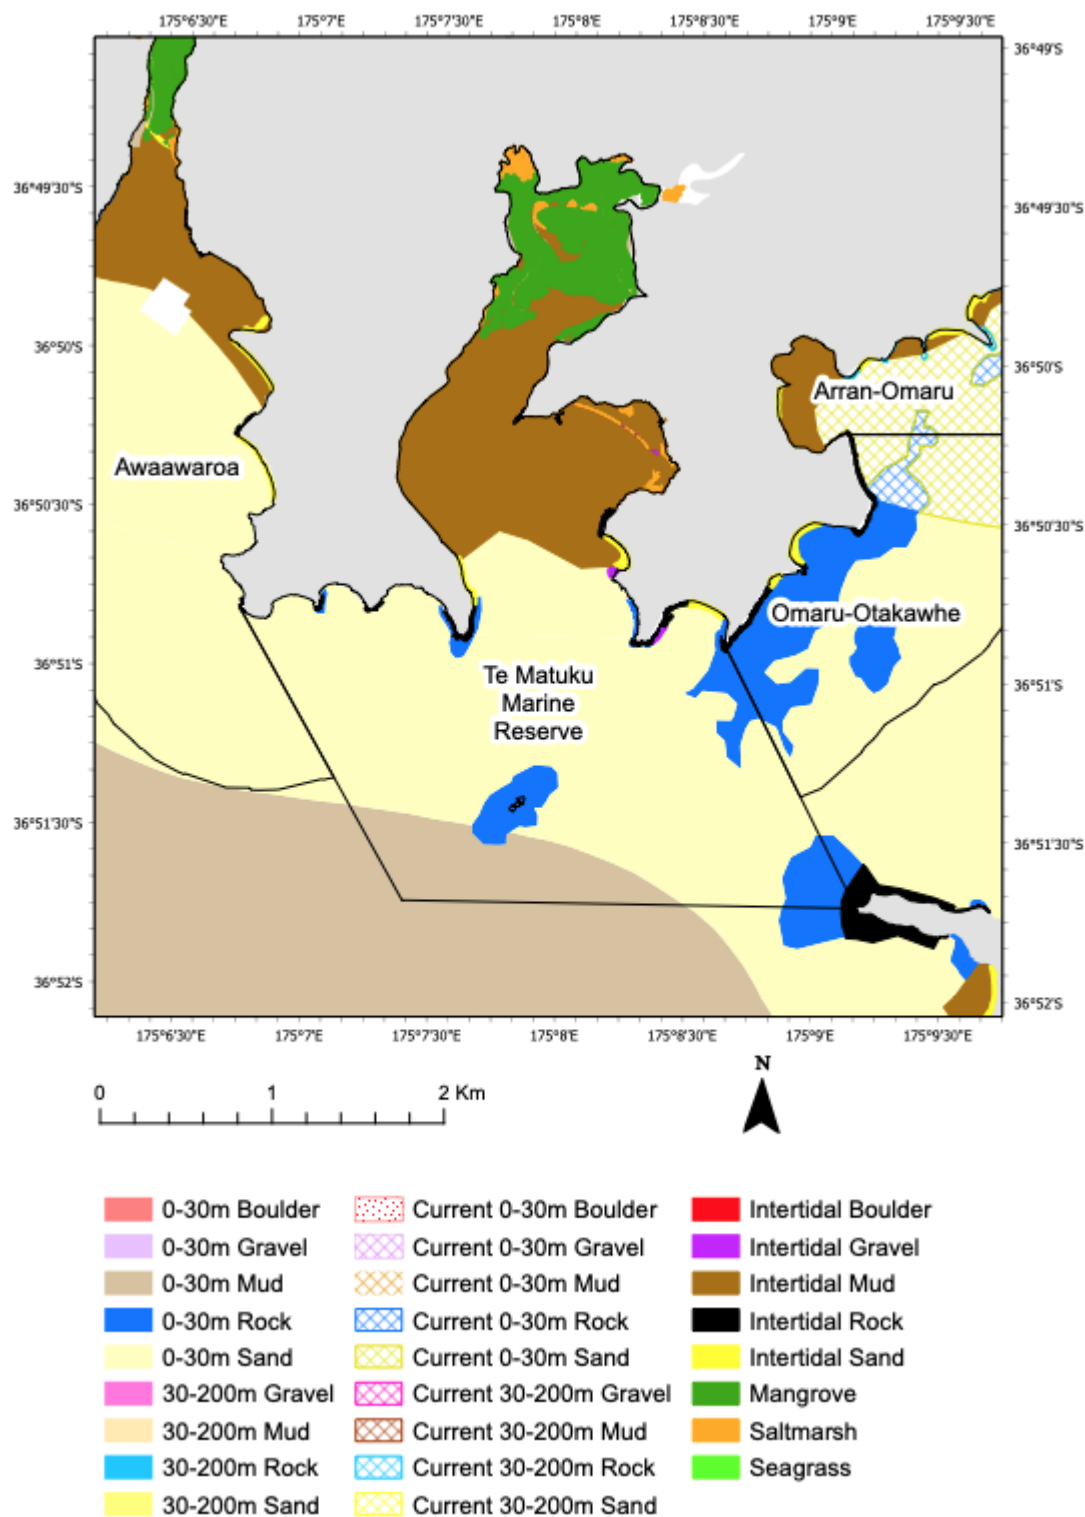 175°6'30"E 175°7'E 175°7'30"E 175°8'E 175°8'30"E 175°9'E 175°9'30"E
36°49'S
36°49'30"S
36°49'30"S
36°50'S
36°50'S
Arran-Omaru
Awaawaroa
36°50'30"S
36°50'30"S
Omaru-Otakawhe
36°51'S
Te Matuku
Marine
Reserve
36°51'S
36°51'30"S
36°51'30"S
36°52'S
36°52'S
175°6'30"E 175°7'E 175°7'30"E 175°8'E 175°8'30"E 175°9'E 175°9'30"E
N
0 1 2 Km
0-30m Boulder Current 0-30m Boulder Intertidal Boulder
0-30m Gravel Current 0-30m Gravel Intertidal Gravel
0-30m Mud Current 0-30m Mud Intertidal Mud
0-30m Rock Current 0-30m Rock Intertidal Rock
0-30m Sand Current 0-30m Sand Intertidal Sand
30-200m Gravel Current 30-200m Gravel Mangrove
30-200m Mud Current 30-200m Mud Saltmarsh
30-200m Rock Current 30-200m Rock Seagrass
30-200m Sand Current 30-200m Sand